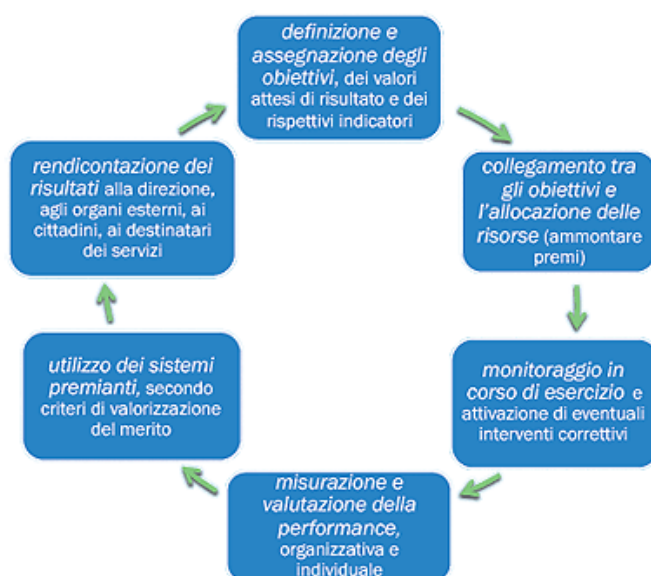 definizione e
assegnazione degli
obiettivi, dei valori
attesi di risultato e dei
rispettivi indicatori
collegamento tra
gli obiettivi e
l'allocazione delle
risorse (ammontare
premi)
monitoraggio in
corso di esercizio e
attivazione di eventuali
interventi correttivi
misurazione e
valutazione della
performance,
organizzativa e
individuale
utilizzo dei sistemi
premianti, secondo
criteri di valorizzazione
del merito
rendicontazione dei
risultati alla direzione,
agli organi esterni, ai
cittadini, ai destinatari
dei servizi